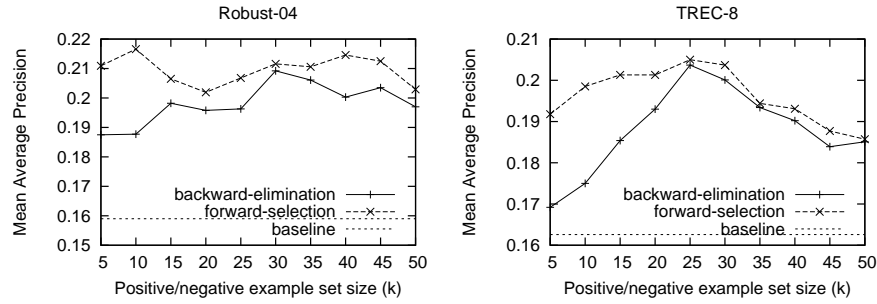 Robust-04
Mean Average Precision
0.22
0.21
0.2
0.19
0.18
0.17
0.16
0.15
backward-elimination
forward-selection
baseline
5 10 15 20 25 30 35 40 45 50
Positive/negative example set size (k)
TREC-8
Mean Average Precision
0.21
0.2
0.19
0.18
0.17
0.16
backward-elimination
forward-selection
baseline
5 10 15 20 25 30 35 40 45 50
Positive/negative example set size (k)